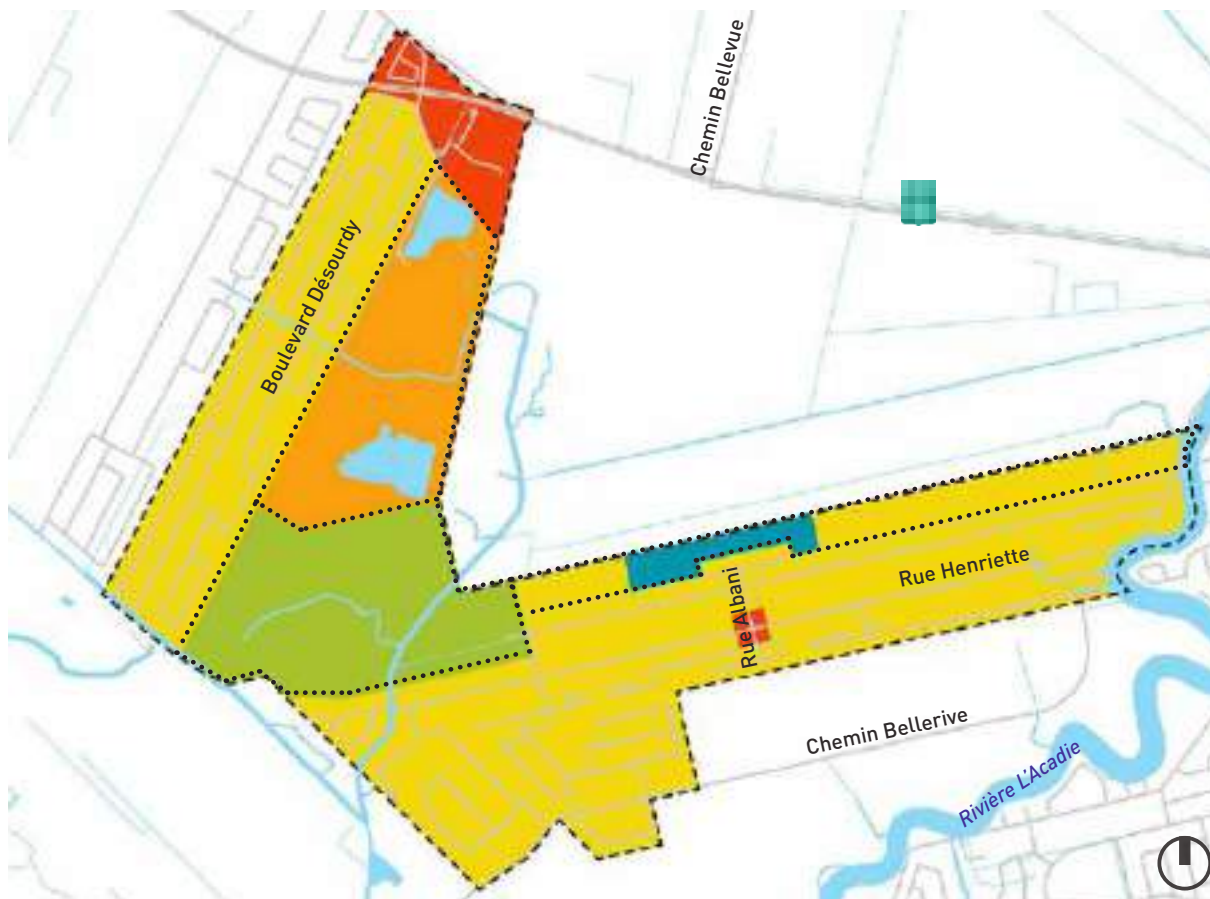 Chemin Bellevue
Boulevard Désourdy
Rue Henriette
Rue Albani
Chemin Bellerive
Rivière L'Acadie